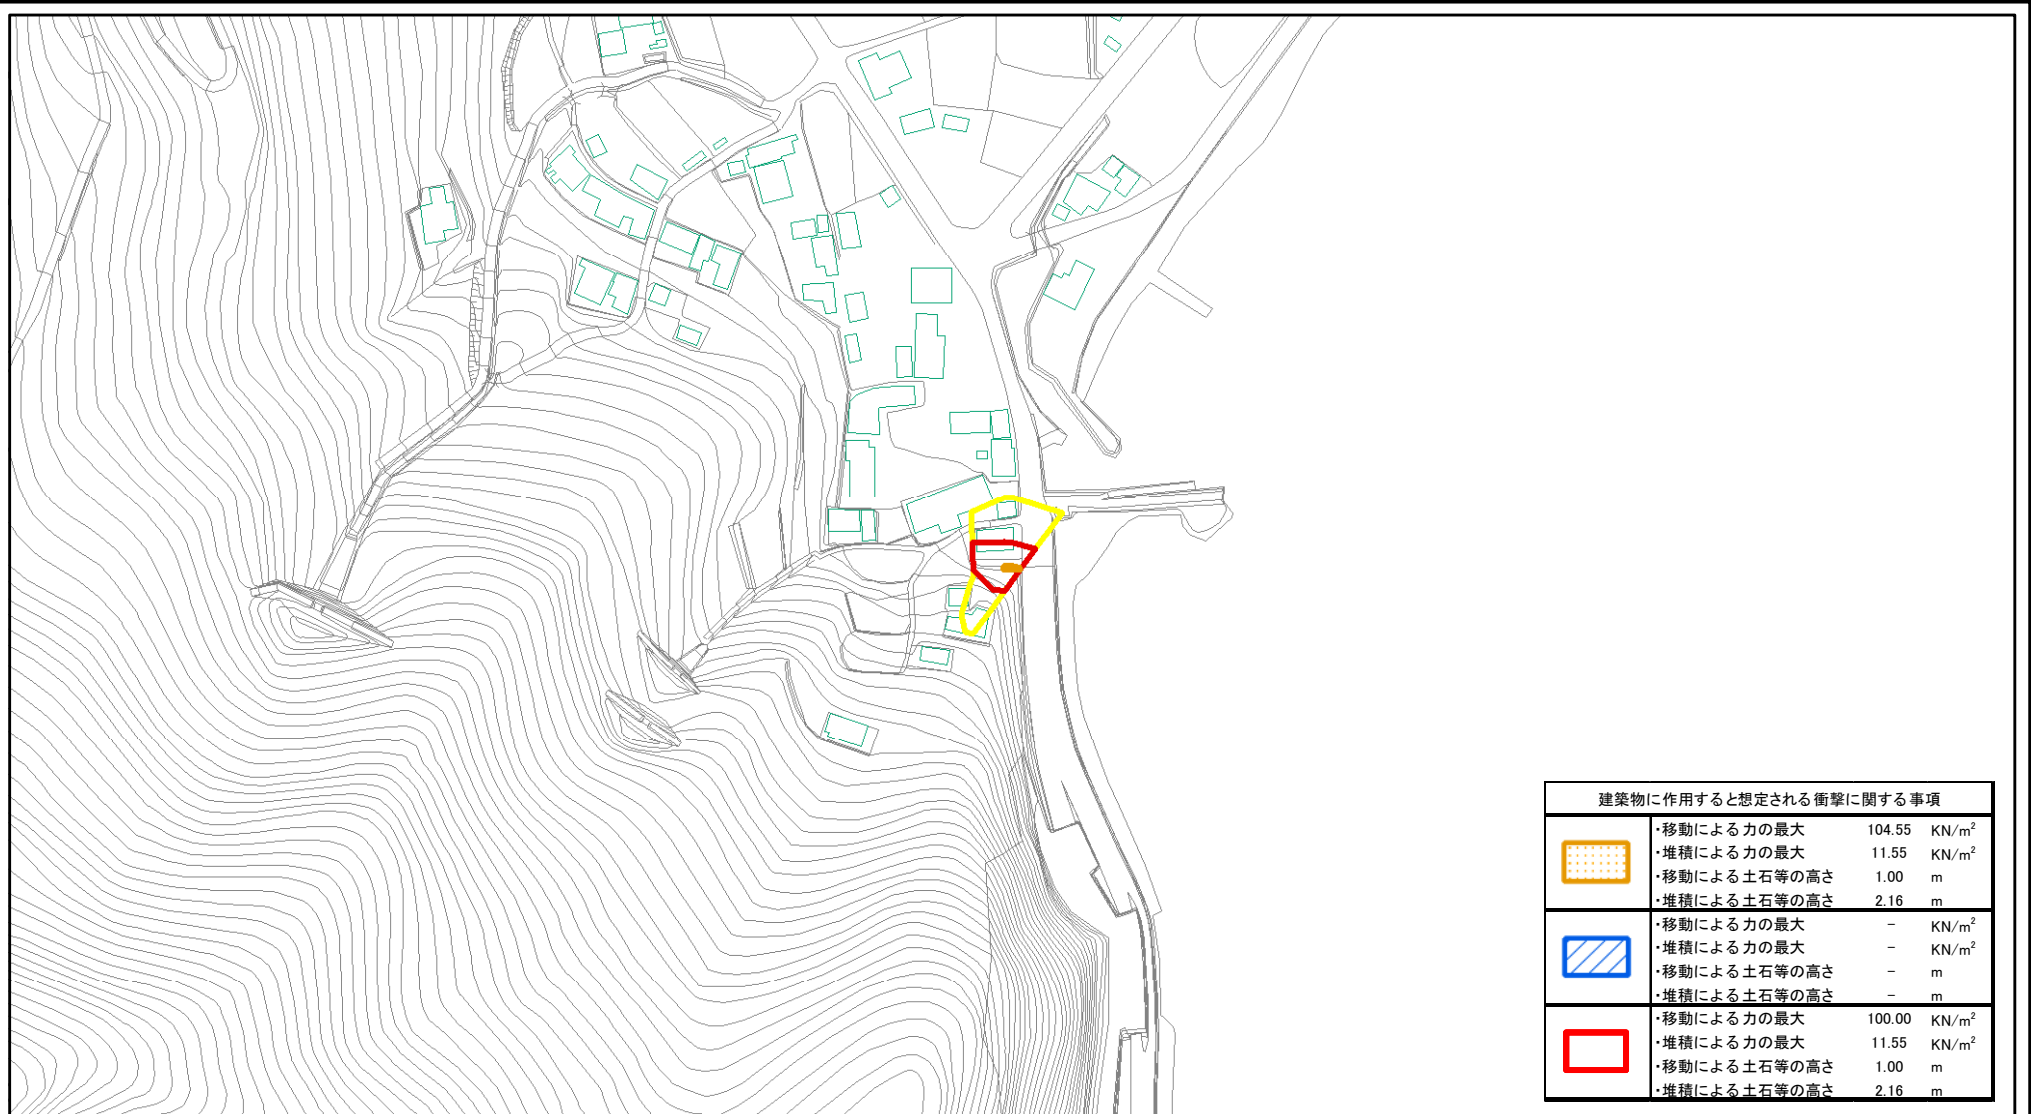 建築物に作用すると想定される衝撃に関する事項
・移動による力の最大 104.55 KN/m²
・堆積による力の最大 11.55 KN/m²
・移動による土石等の高さ 1.00 m
・堆積による土石等の高さ 2.16 m
・移動による力の最大 － KN/m²
・堆積による力の最大 － KN/m²
・移動による土石等の高さ － m
・堆積による土石等の高さ － m
・移動による力の最大 100.00 KN/m²
・堆積による力の最大 11.55 KN/m²
・移動による土石等の高さ 1.00 m
・堆積による土石等の高さ 2.16 m